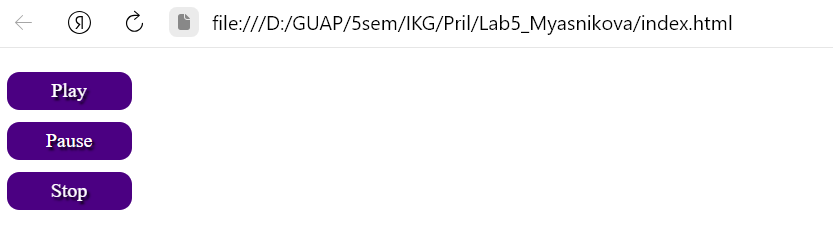 Я file:///D:/GUAP/5sem/IKG/Pril/Lab5_Myasnikova/index.html
Play
Pause
Stop